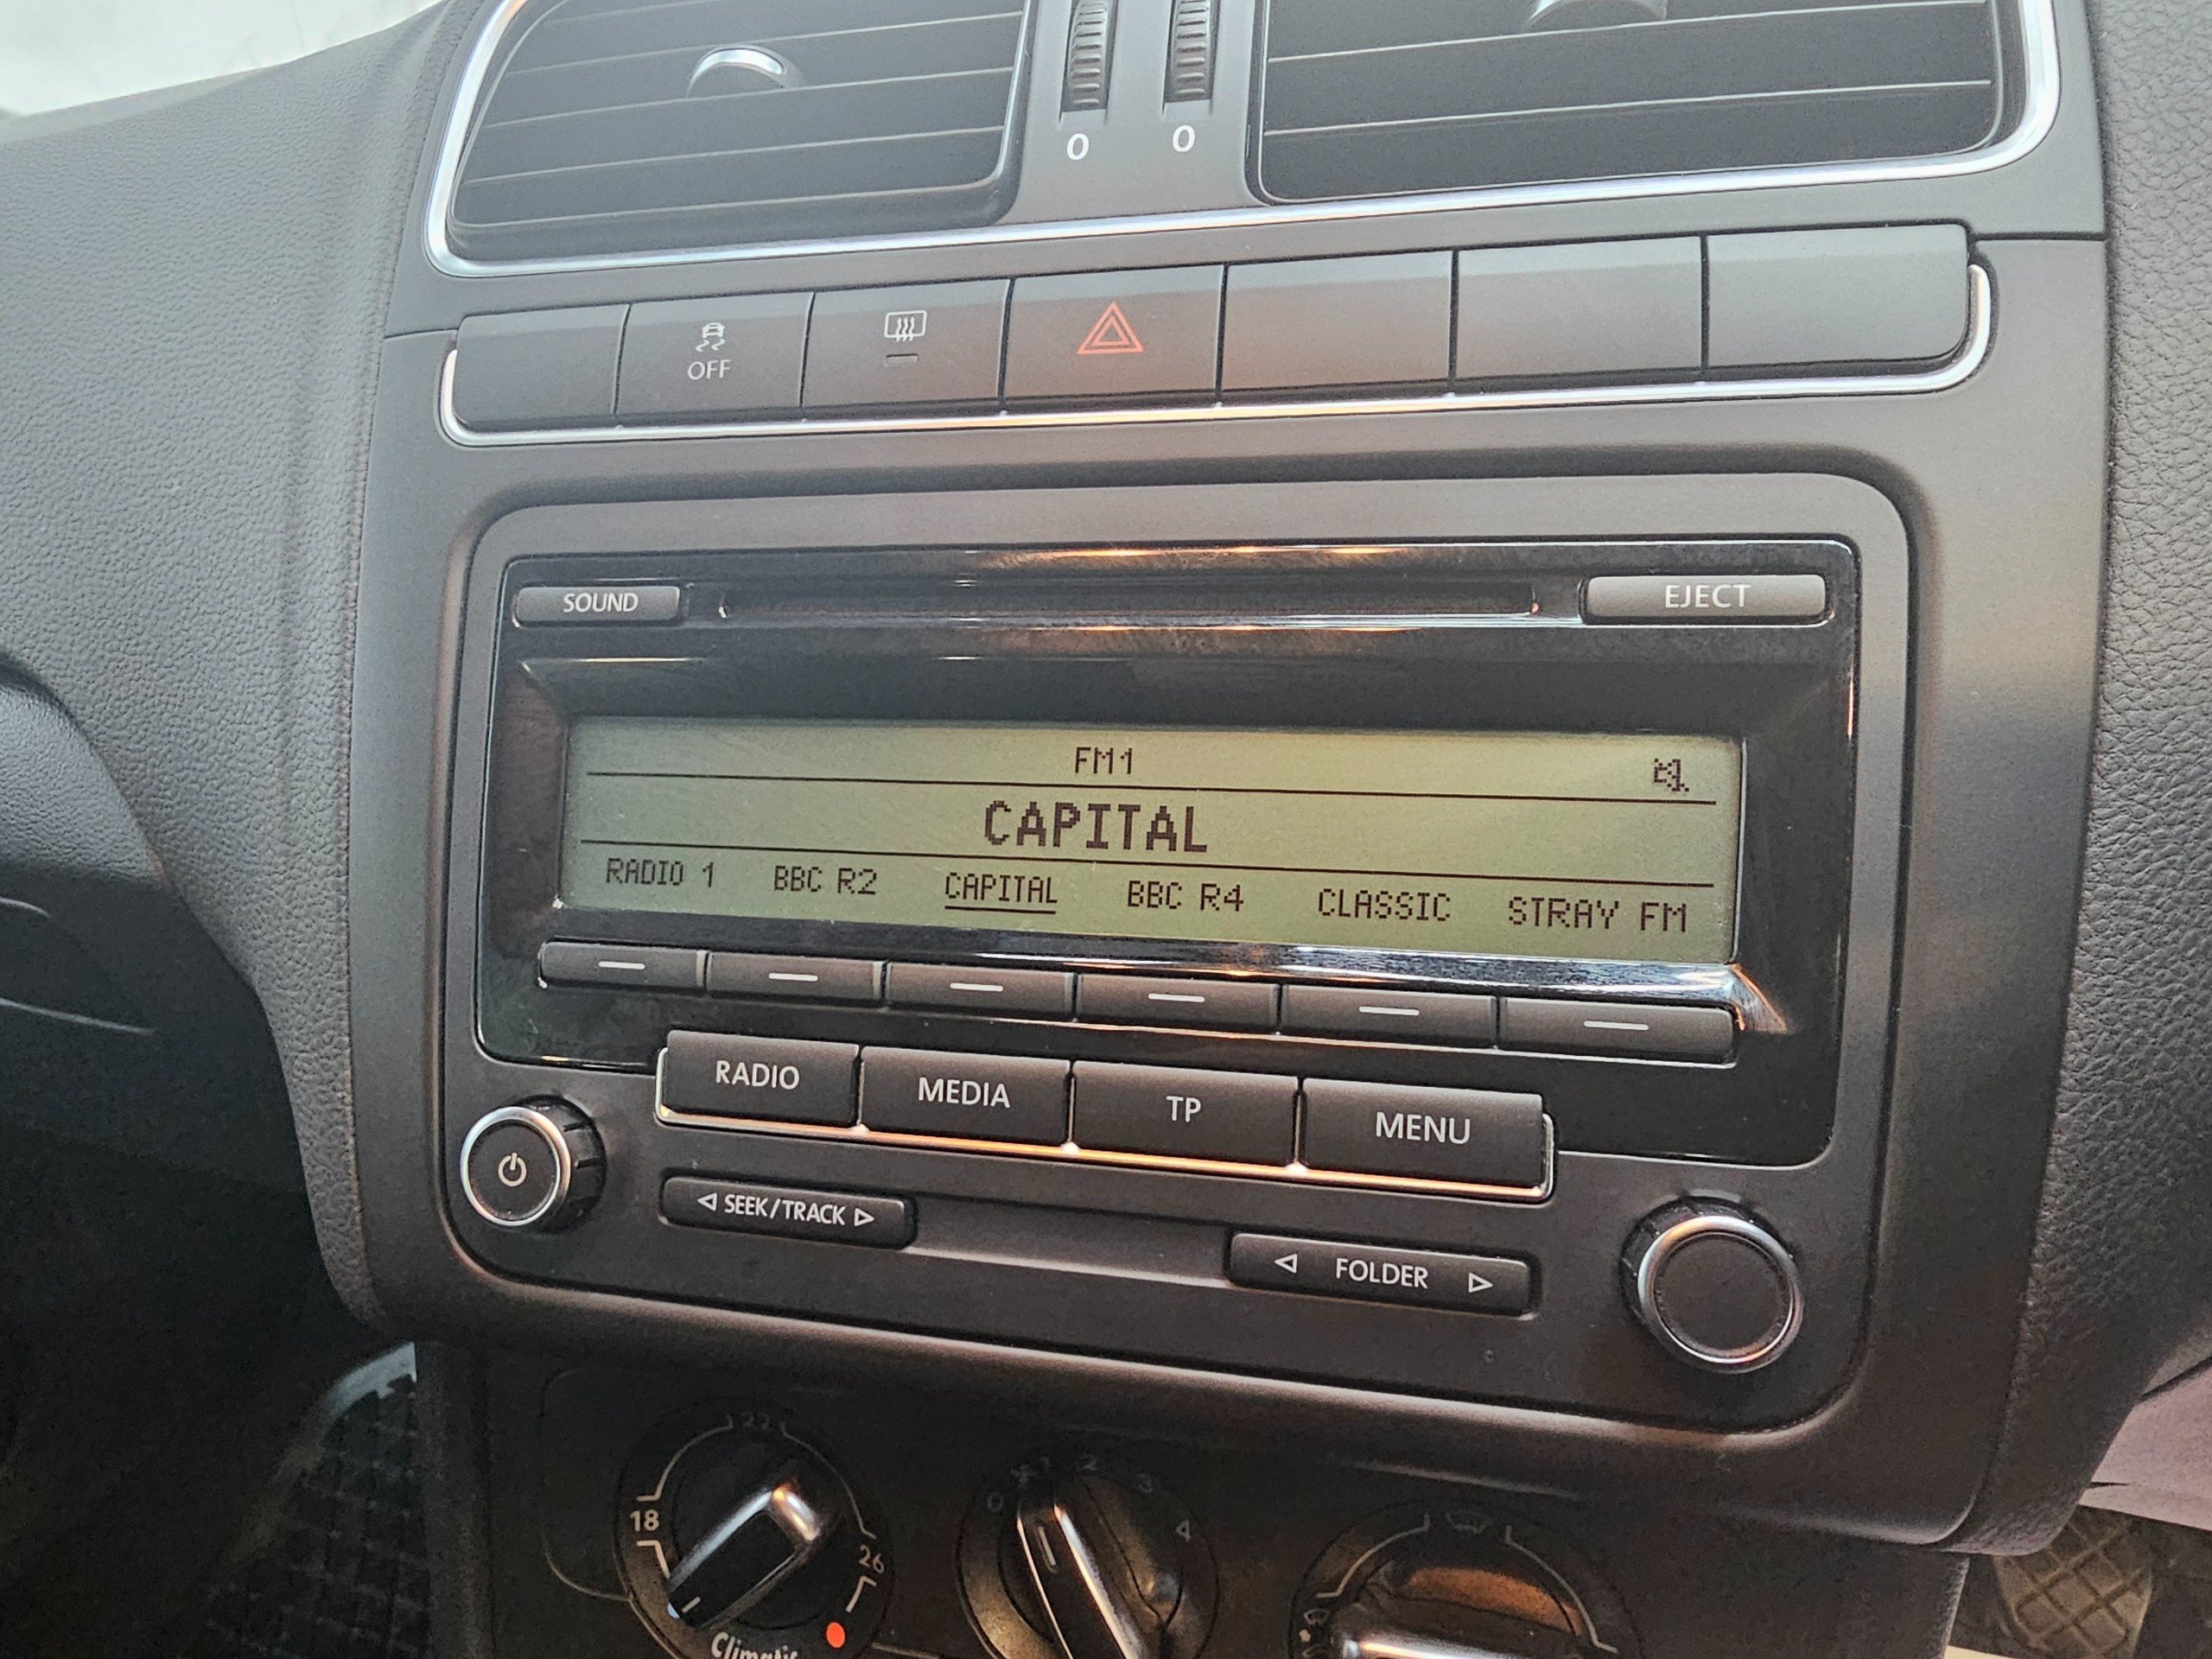 0 0
OFF
SOUND EJECT
FM1
CAPITAL
RADIO 1 BBC R2 CAPITAL BBC R4 CLASSIC STRAY FM
RADIO MEDIA TP MENU
SEEK/TRACK
FOLDER
22
18
26
0 1 2 3 4
Climatic